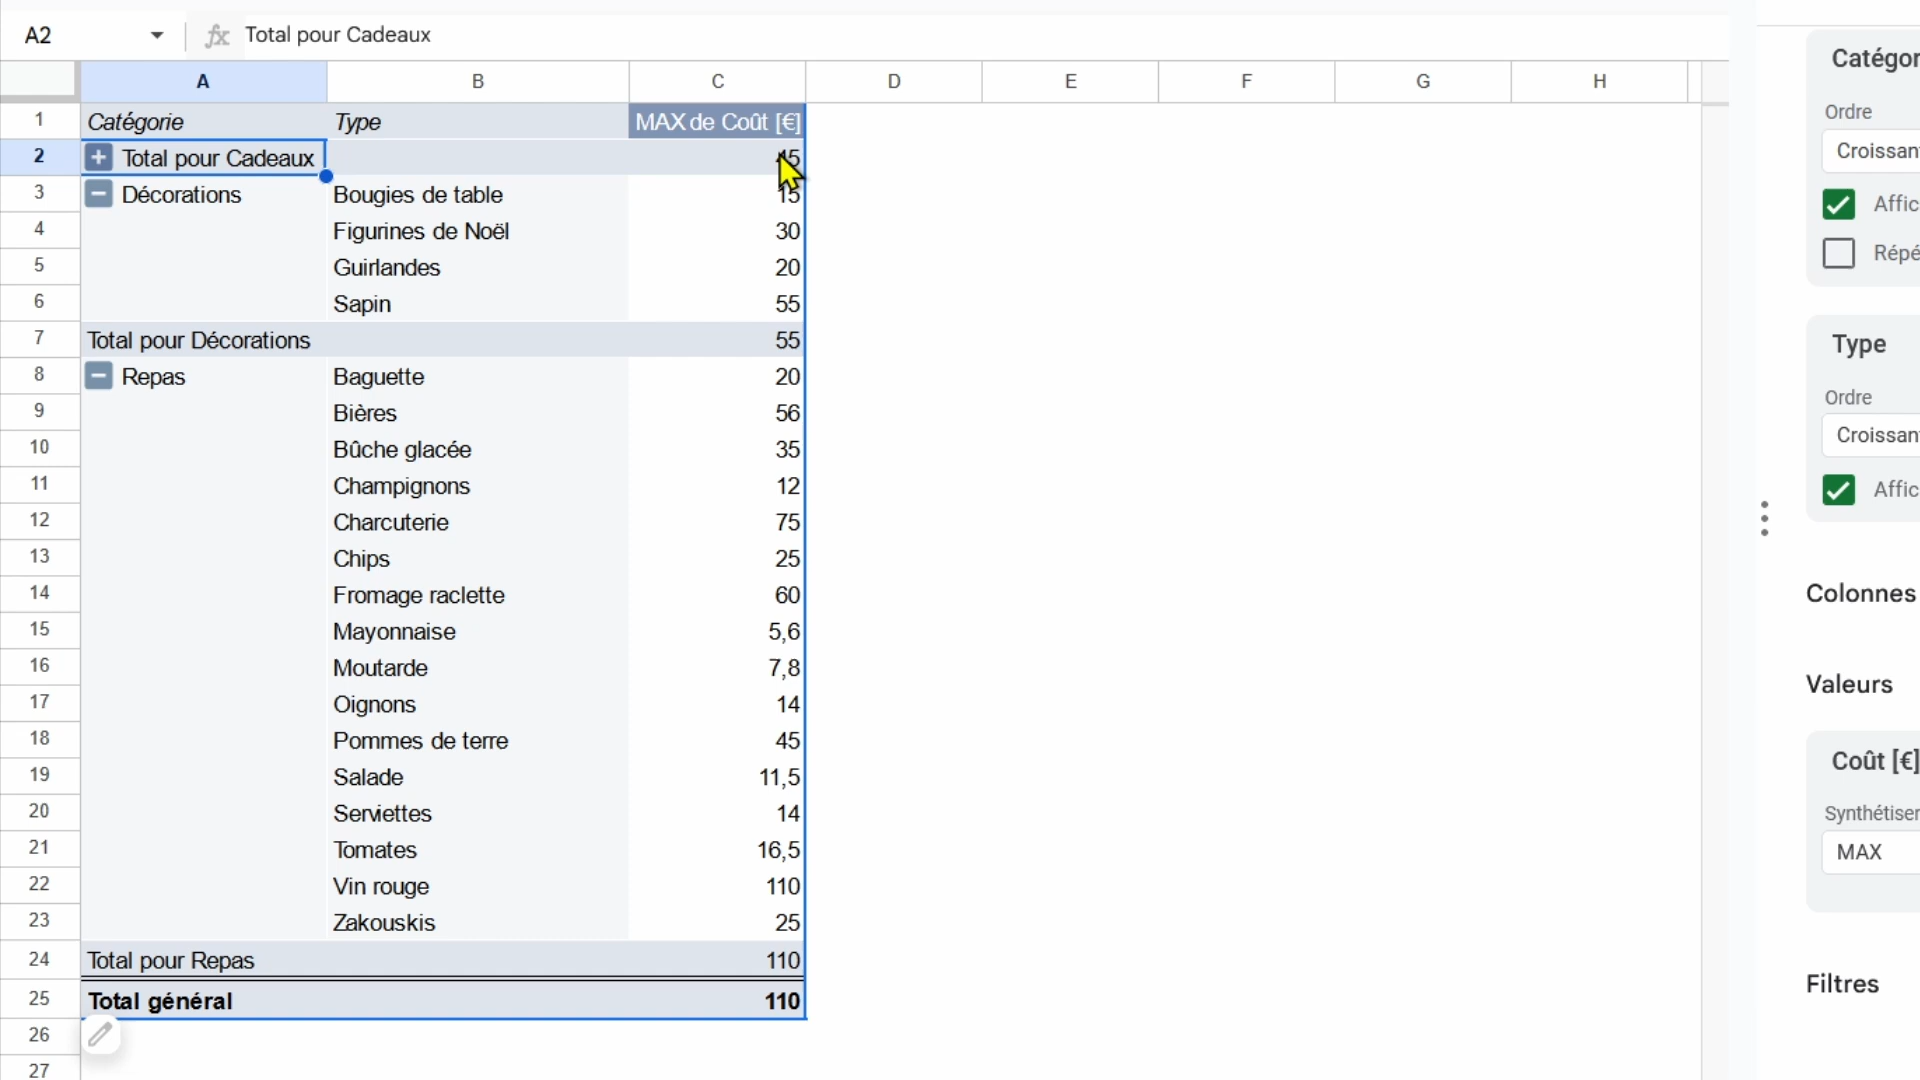 A2 fx Total pour Cadeaux
A B C D E F G H
1 Catégorie Type MAX de Coût [€]
2 Total pour Cadeaux 45
3 Décorations Bougies de table 15
4 Figurines de Noël 30
5 Guirlandes 20
6 Sapin 55
7 Total pour Décorations 55
8 Repas Baguette 20
9 Bières 56
10 Bûche glacée 35
11 Champignons 12
12 Charcuterie 75
13 Chips 25
14 Fromage raclette 60
15 Mayonnaise 5,6
16 Moutarde 7,8
17 Oignons 14
18 Pommes de terre 45
19 Salade 11,5
20 Serviettes 14
21 Tomates 16,5
22 Vin rouge 110
23 Zakouskis 25
24 Total pour Repas 110
25 Total général 110
26
27
Catégor
Ordre
Croissan
Affic
Répé
Type
Ordre
Croissan
Affic
Colonnes
Valeurs
Coût [€]
Synthétiser
MAX
Filtres